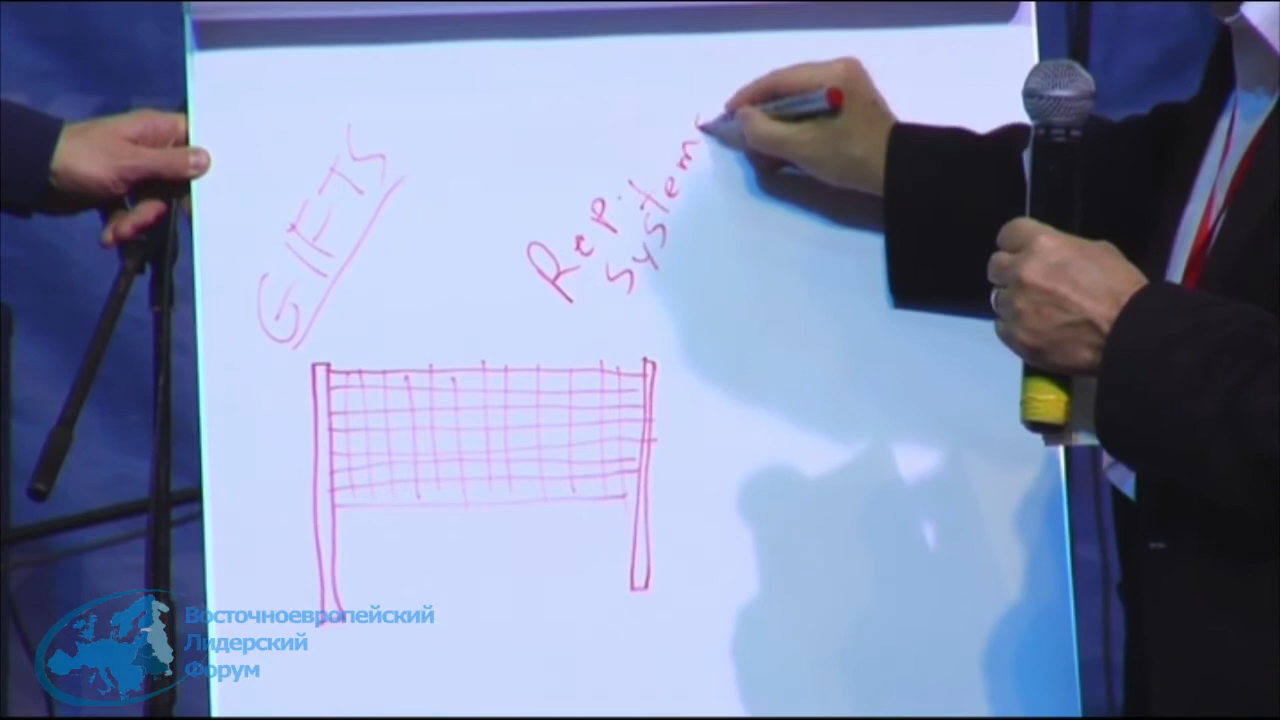 GIFTS
Rep.
System
Восточноевропейский
Лидерский
Форум